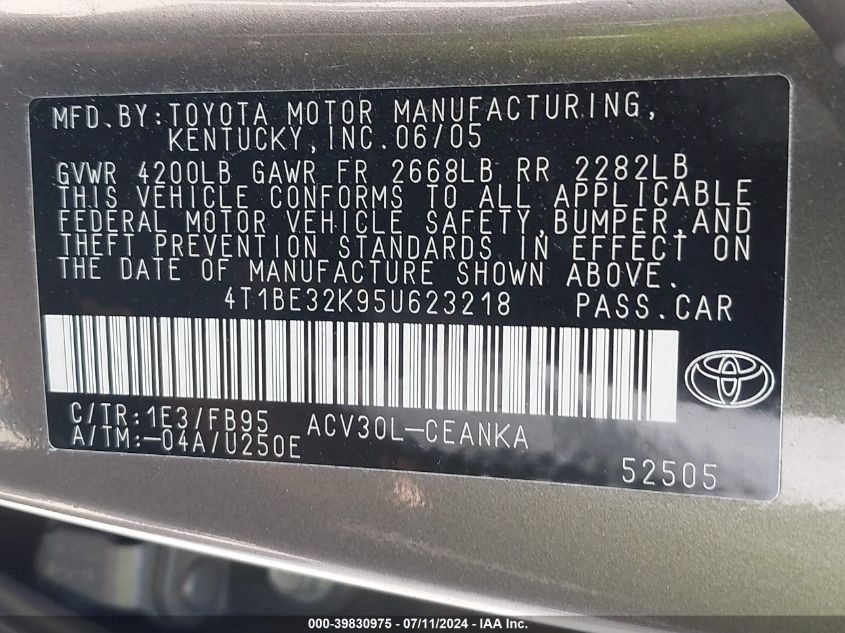 MFD.BY:TOYOTA MOTOR MANUFACTURING,
KENTUCKY,INC.06/05
GVWR 4200LB GAWR FR 2668LB RR 2282LB
THIS VEHICLE CONFORMS TO ALL APPLICABLE
FEDERAL MOTOR VEHICLE SAFETY,BUMPER,AND
THEFT PREVENTION STANDARDS IN EFFECT ON
THE DATE OF MANUFACTURE SHOWN ABOVE.
4T1BE32K95U623218 PASS.CAR
C/TR:1E3/FB95 ACV30L-CEANKA
A/TM:-04A/U250E
52505
000-39830975 - 07/11/2024 - IAA Inc.